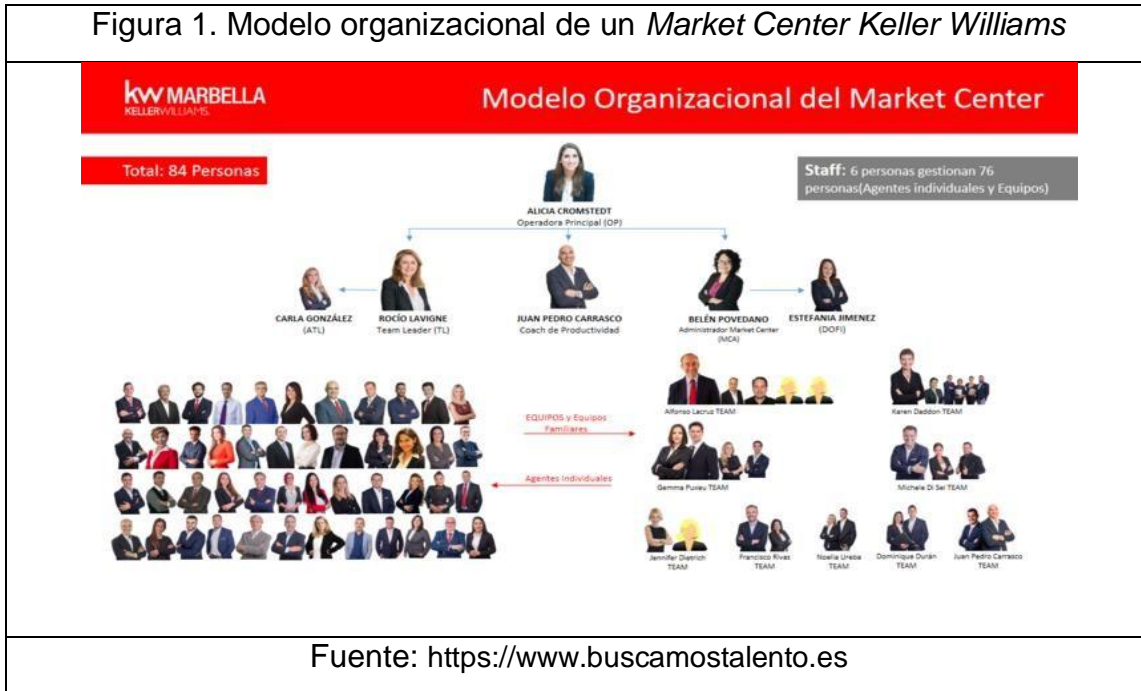 Figura 1. Modelo organizacional de un Market Center Keller Williams
kw MARBELLA
KELLERWILLIAMS.
Modelo Organizacional del Market Center
Total: 84 Personas
Staff: 6 personas gestionan 76
personas(Agentes individuales y Equipos)
ALICIA CROMSTEDT
Operadora Principal (OP)
CARLA GONZÁLEZ
(ATL)
ROCÍO LAVIGNE
Team Leader (TL)
JUAN PEDRO CARRASCO
Coach de Productividad
BELÉN POVEDANO
Administrador Market Center
(MCA)
ESTEFANIA JIMENEZ
(DOFI)
EQUIPOS y Equipos
Familiares
Agentes Individuales
Alfonso Lacruz TEAM
Karen Daddon TEAM
Gemma Puxeu TEAM
Michele Di Sei TEAM
Jennifer Dietrich
TEAM
Francisco Rivas
TEAM
Noelia Ureba
TEAM
Dominique Durán
TEAM
Juan Pedro Carrasco
TEAM
Fuente: https://www.buscamostalento.es